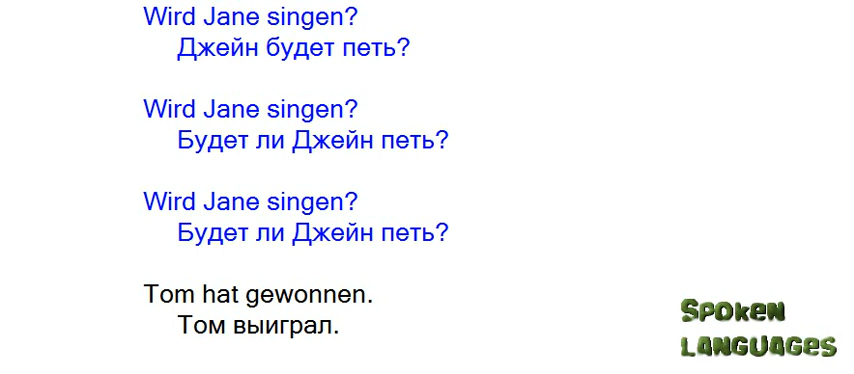 Wird Jane singen?
Джейн будет петь?
Wird Jane singen?
Будет ли Джейн петь?
Wird Jane singen?
Будет ли Джейн петь?
Tom hat gewonnen.
Том выиграл.
Spoken
Languages